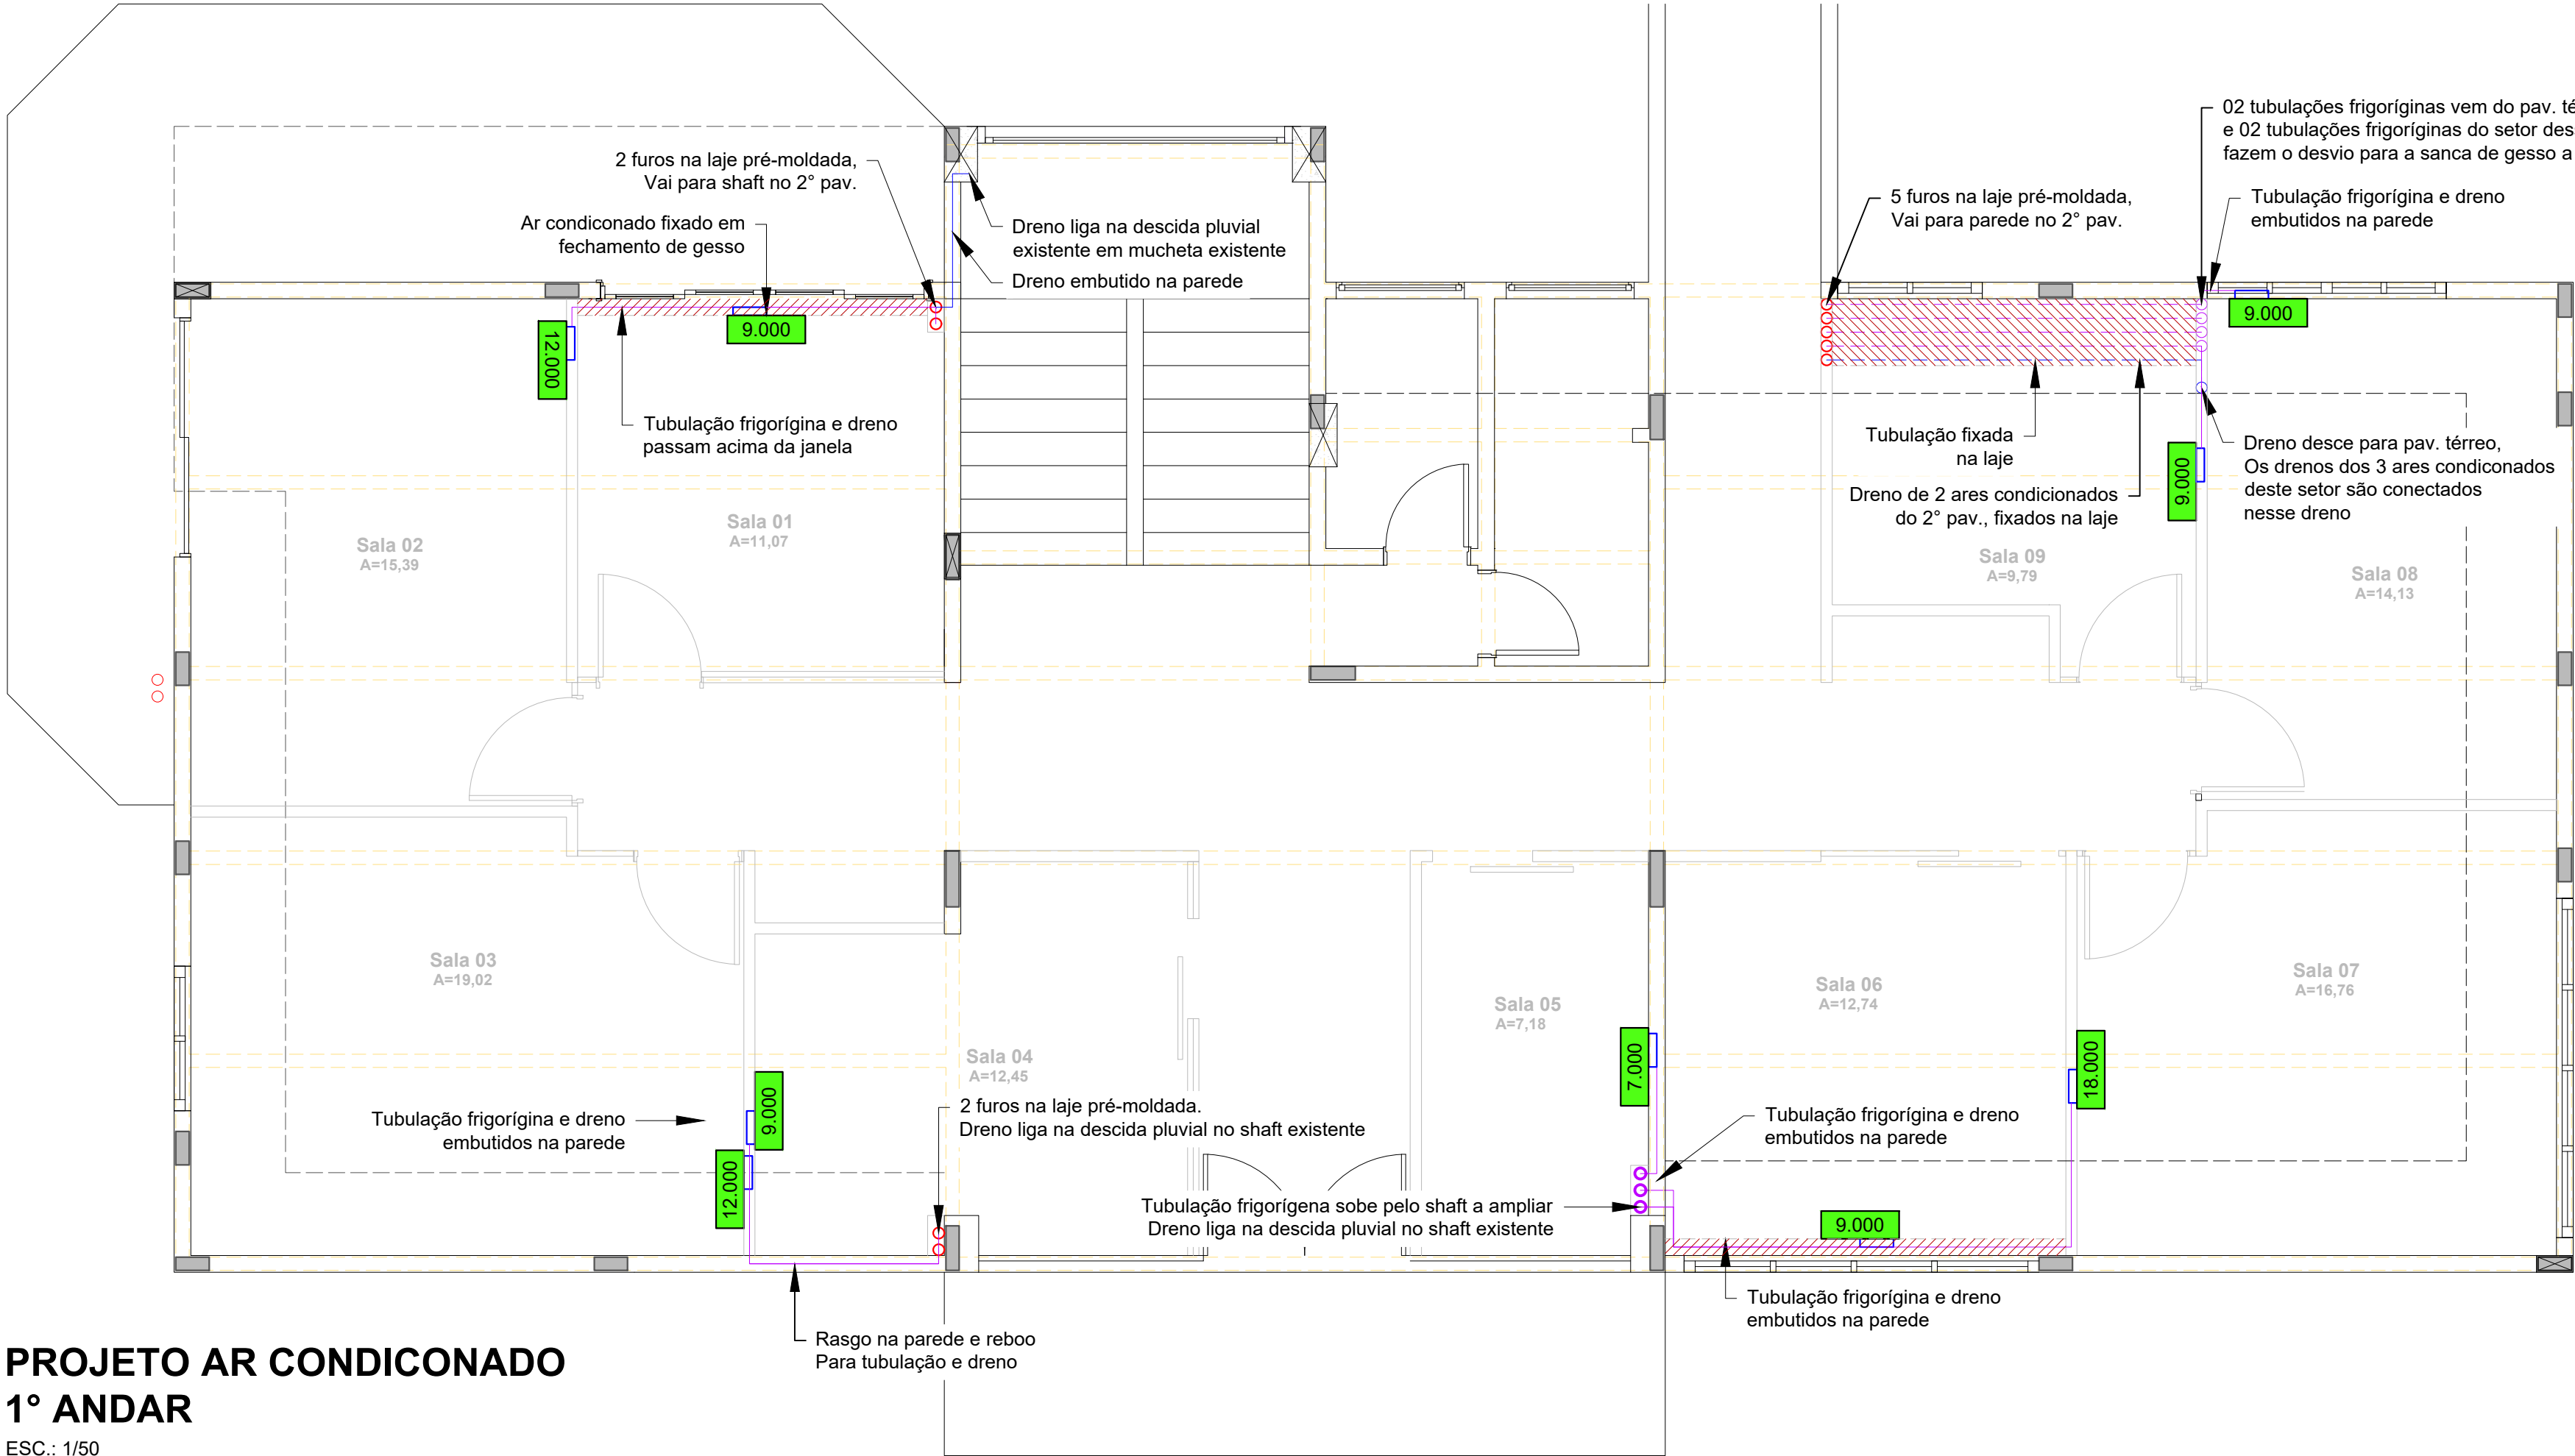 02 tubulações frigoríginas vem do pav.
e 02 tubulações frigoríginas do setor
fazem o desvio para a sanca de gesso a
2 furos na laje pré-moldada,
Vai para shaft no 2° pav.
Ar condiconado fixado em
fechamento de gesso
Dreno liga na descida pluvial
existente em mucheta existente
Dreno embutido na parede
5 furos na laje pré-moldada,
Vai para parede no 2° pav.
Tubulação frigorígina e dreno
embutidos na parede
12.000
9.000
9.000
Tubulação frigorígina e dreno
passam acima da janela
Tubulação fixada
na laje
Dreno de 2 ares condicionados
do 2° pav., fixados na laje
9.000
Dreno desce para pav. térreo,
Os drenos dos 3 ares condiconados
deste setor são conectados
nesse dreno
Sala 02
A=15,39
Sala 01
A=11,07
Sala 09
A=9,79
Sala 08
A=14,13
Sala 03
A=19,02
Sala 04
A=12,45
Sala 05
A=7,18
Sala 06
A=12,74
Sala 07
A=16,76
Tubulação frigorígina e dreno
embutidos na parede
9.000
12.000
2 furos na laje pré-moldada.
Dreno liga na descida pluvial no shaft existente
7.000
18.000
Tubulação frigorígina e dreno
embutidos na parede
Tubulação frigorígena sobe pelo shaft a ampliar
Dreno liga na descida pluvial no shaft existente
9.000
Tubulação frigorígina e dreno
embutidos na parede
Rasgo na parede e reboo
Para tubulação e dreno
PROJETO AR CONDICONADO
1° ANDAR
ESC.: 1/50